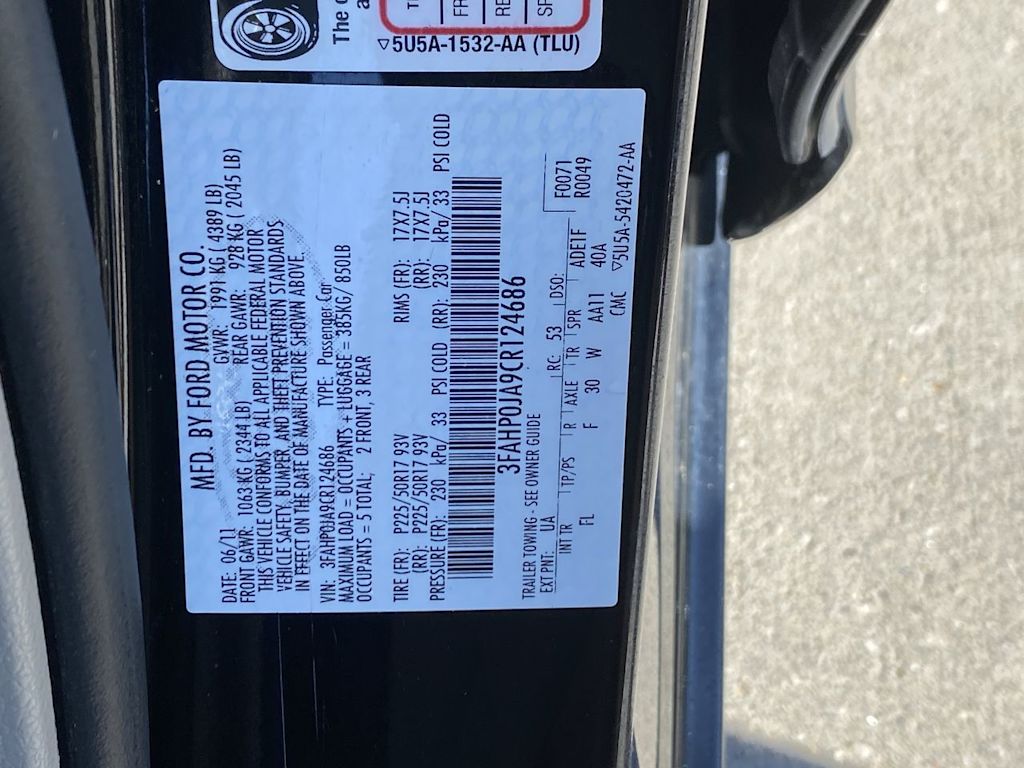 The
5U5A-1532-AA (TLU)
MFD. BY FORD MOTOR CO.
DATE: 06/11 GVWR: 1991 KG ( 4389 LB)
FRONT GAWR: 1063 KG ( 2344 LB) REAR GAWR: 928 KG ( 2045 LB)
THIS VEHICLE CONFORMS TO ALL APPLICABLE FEDERAL MOTOR
VEHICLE SAFETY, BUMPER, AND THEFT PREVENTION STANDARDS
IN EFFECT ON THE DATE OF MANUFACTURE SHOWN ABOVE.
VIN: 3FAHP0JA9CR124686 TYPE: Passenger Car
MAXIMUM LOAD = OCCUPANTS + LUGGAGE = 385KG/ 850LB
OCCUPANTS = 5 TOTAL; 2 FRONT, 3 REAR
TIRE (FR): P225/50R17 93V RIMS (FR): 17X7.5J
(RR): P225/50R17 93V (RR): 17X7.5J
PRESSURE (FR): 230 kPa/ 33 PSI COLD (RR): 230 kPa/ 33 PSI COLD
3FAHP0JA9CR124686
TRAILER TOWING - SEE OWNER GUIDE
F0071
EXT PNT: UA RC: 53 DSO: R0049
INT TR TP/PS R AXLE TR SPR ADE1F
FL F 30 W AA11 40A
CMC 5U5A-5420472-AA